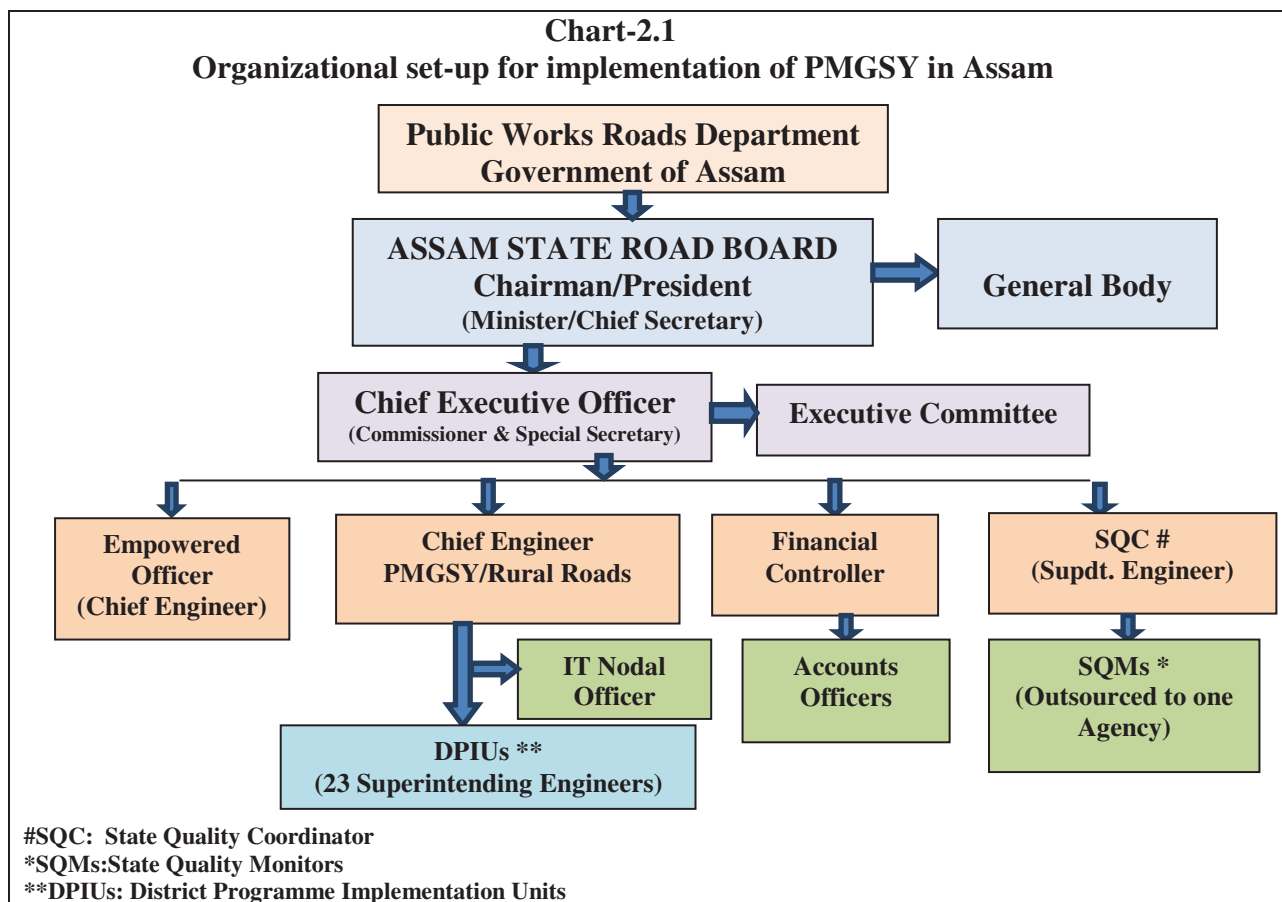 Chart-2.1
Organizational set-up for implementation of PMGSY in Assam
Public Works Roads Department
Government of Assam
ASSAM STATE ROAD BOARD
Chairman/President
(Minister/Chief Secretary)
General Body
Chief Executive Officer
(Commissioner & Special Secretary)
Executive Committee
Empowered
Officer
(Chief Engineer)
Chief Engineer
PMGSY/Rural Roads
Financial
Controller
SQC #
(Supdt. Engineer)
IT Nodal
Officer
Accounts
Officers
SQMs *
(Outsourced to one
Agency)
DPIUs **
(23 Superintending Engineers)
#SQC: State Quality Coordinator
*SQMs:State Quality Monitors
**DPIUs: District Programme Implementation Units